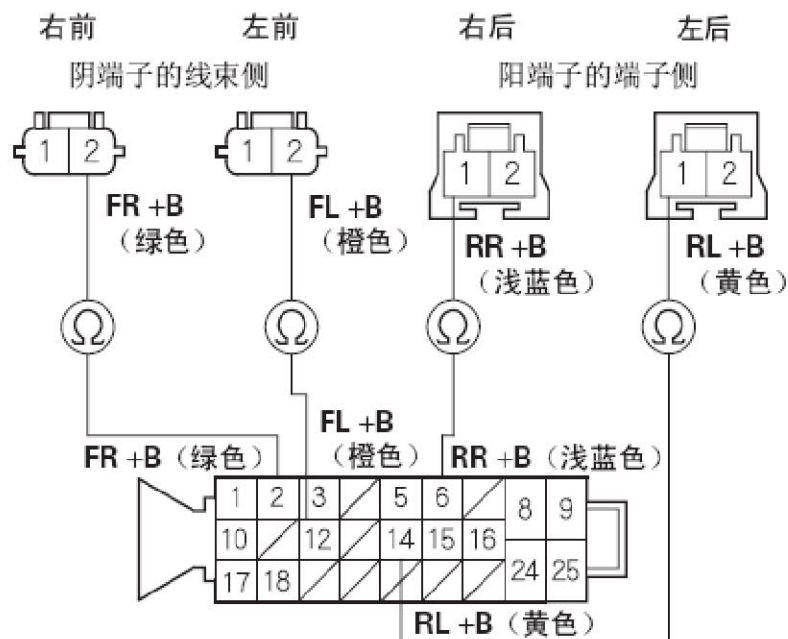 右前 左前 右后 左后
阴端子的线束侧 阳端子的端子侧
1 2 1 2 1 2 1 2
FR +B
（绿色）
FL +B
（橙色）
RR +B
（浅蓝色）
RL +B
（黄色）
Ω Ω Ω Ω
FL +B
（橙色）
FR +B（绿色） RR +B（浅蓝色）
1 2 3 5 6 8 9
10 12 14 15 16
17 18 24 25
RL +B（黄色）